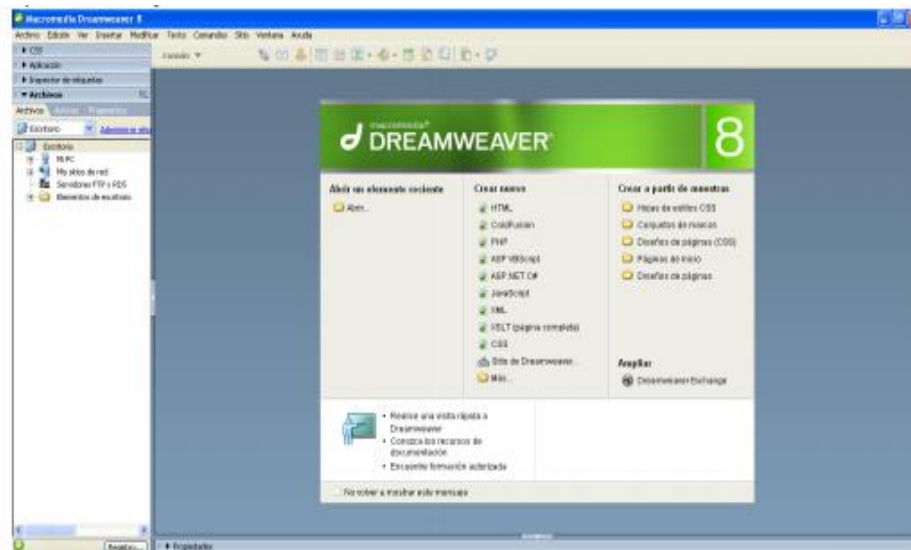 Macromedia Dreamweaver 8
Archivo Edición Ver Insertar Modificar Texto Comandos Sitio Ventana Ayuda
CSS
Común
Aplicación
Inspector de etiquetas
Archivos
Archivos Activos Fragmentos
Escritorio
Escritorio
Mi PC
Mis sitios de red
Servidores FTP y RDS
Elementos de escritorio
macromedia®
DREAMWEAVER®
8
Abrir un elemento reciente
Abrir...
Crear nuevo
HTML
ColdFusion
PHP
ASP VBScript
ASP.NET C#
JavaScript
XML
XSLT (página completa)
CSS
Sitio de Dreamweaver...
Más...
Crear a partir de muestras
Hojas de estilos CSS
Conjuntos de marcos
Diseños de páginas (CSS)
Páginas de inicio
Diseños de páginas
Ampliar
Dreamweaver Exchange
• Realice una visita rápida a
Dreamweaver
• Conozca los recursos de
documentación
• Encuentre formación autorizada
No volver a mostrar este mensaje
Propiedades